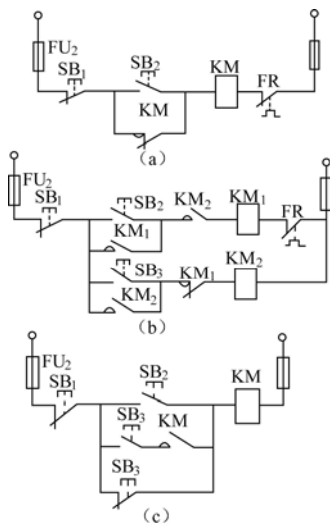 FU₂
SB₁
SB₂
KM
KM
FR
(a)
FU₂
SB₁
SB₂
KM₂
KM₁
FR
KM₁
SB₃
KM₁
KM₂
KM₂
(b)
FU₂
SB₁
SB₂
KM
SB₃
KM
SB₃
(c)